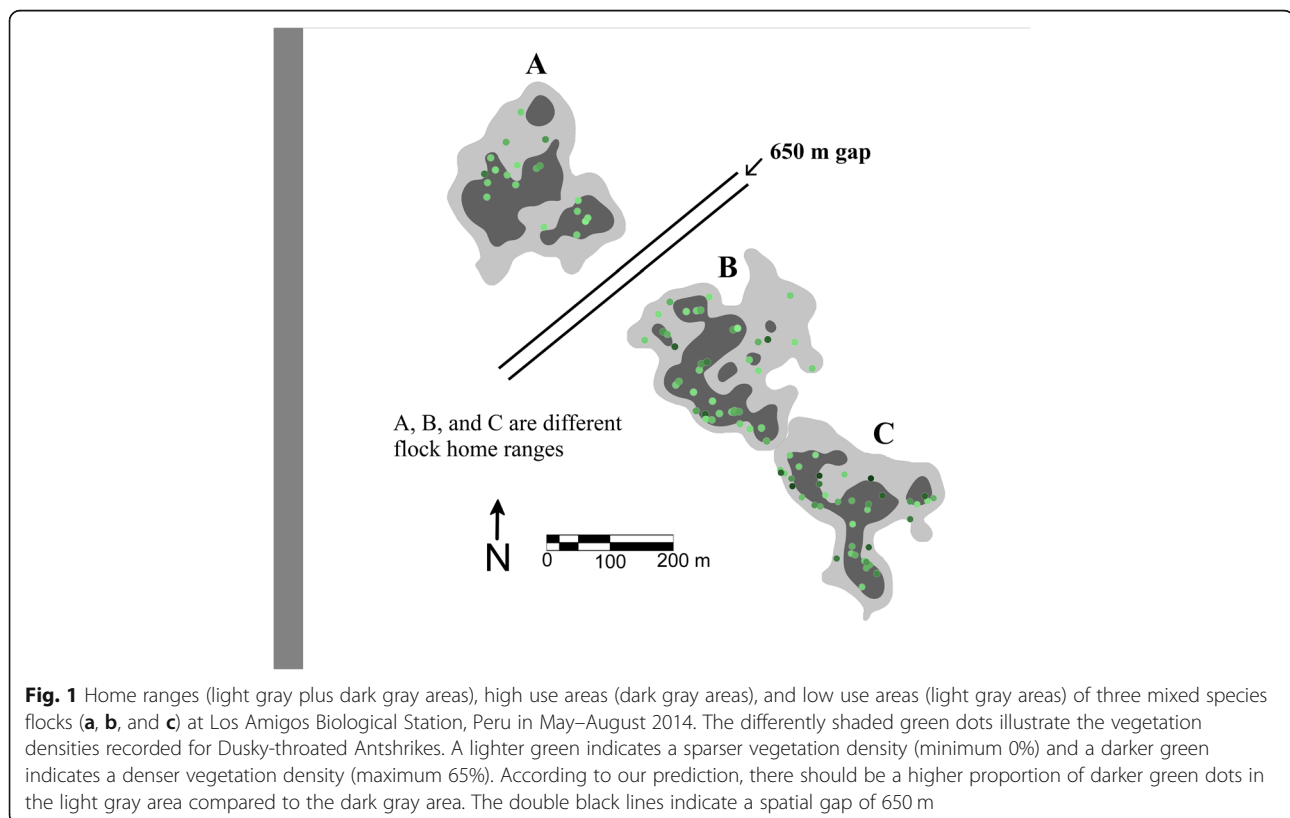 A
650 m gap
B
A, B, and C are different
flock home ranges
C
N
0 100 200 m
Fig. 1 Home ranges (light gray plus dark gray areas), high use areas (dark gray areas), and low use areas (light gray areas) of three mixed species
flocks (a, b, and c) at Los Amigos Biological Station, Peru in May–August 2014. The differently shaded green dots illustrate the vegetation
densities recorded for Dusky-throated Antshrikes. A lighter green indicates a sparser vegetation density (minimum 0%) and a darker green
indicates a denser vegetation density (maximum 65%). According to our prediction, there should be a higher proportion of darker green dots in
the light gray area compared to the dark gray area. The double black lines indicate a spatial gap of 650 m